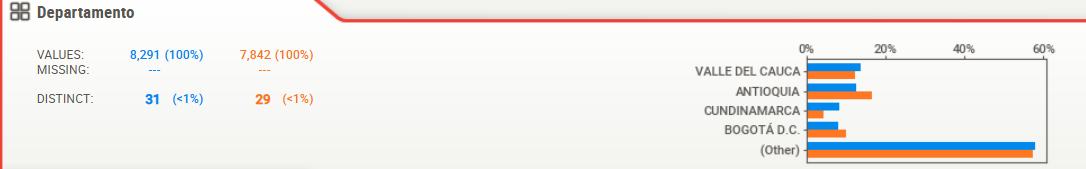 Departamento
VALUES: 8,291 (100%) 7,842 (100%)
MISSING: --- ---
DISTINCT: 31 (<1%) 29 (<1%)
0% 20% 40% 60%
VALLE DEL CAUCA
ANTIOQUIA
CUNDINAMARCA
BOGOTÁ D.C.
(Other)